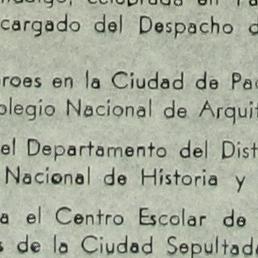 cargado del Despacho d
roes en la Ciudad de Pa
olegio Nacional de Arqui
el Departamento del Dist
Nacional de Historia y
a el Centro Escolar de
s de la Ciudad Sepultad